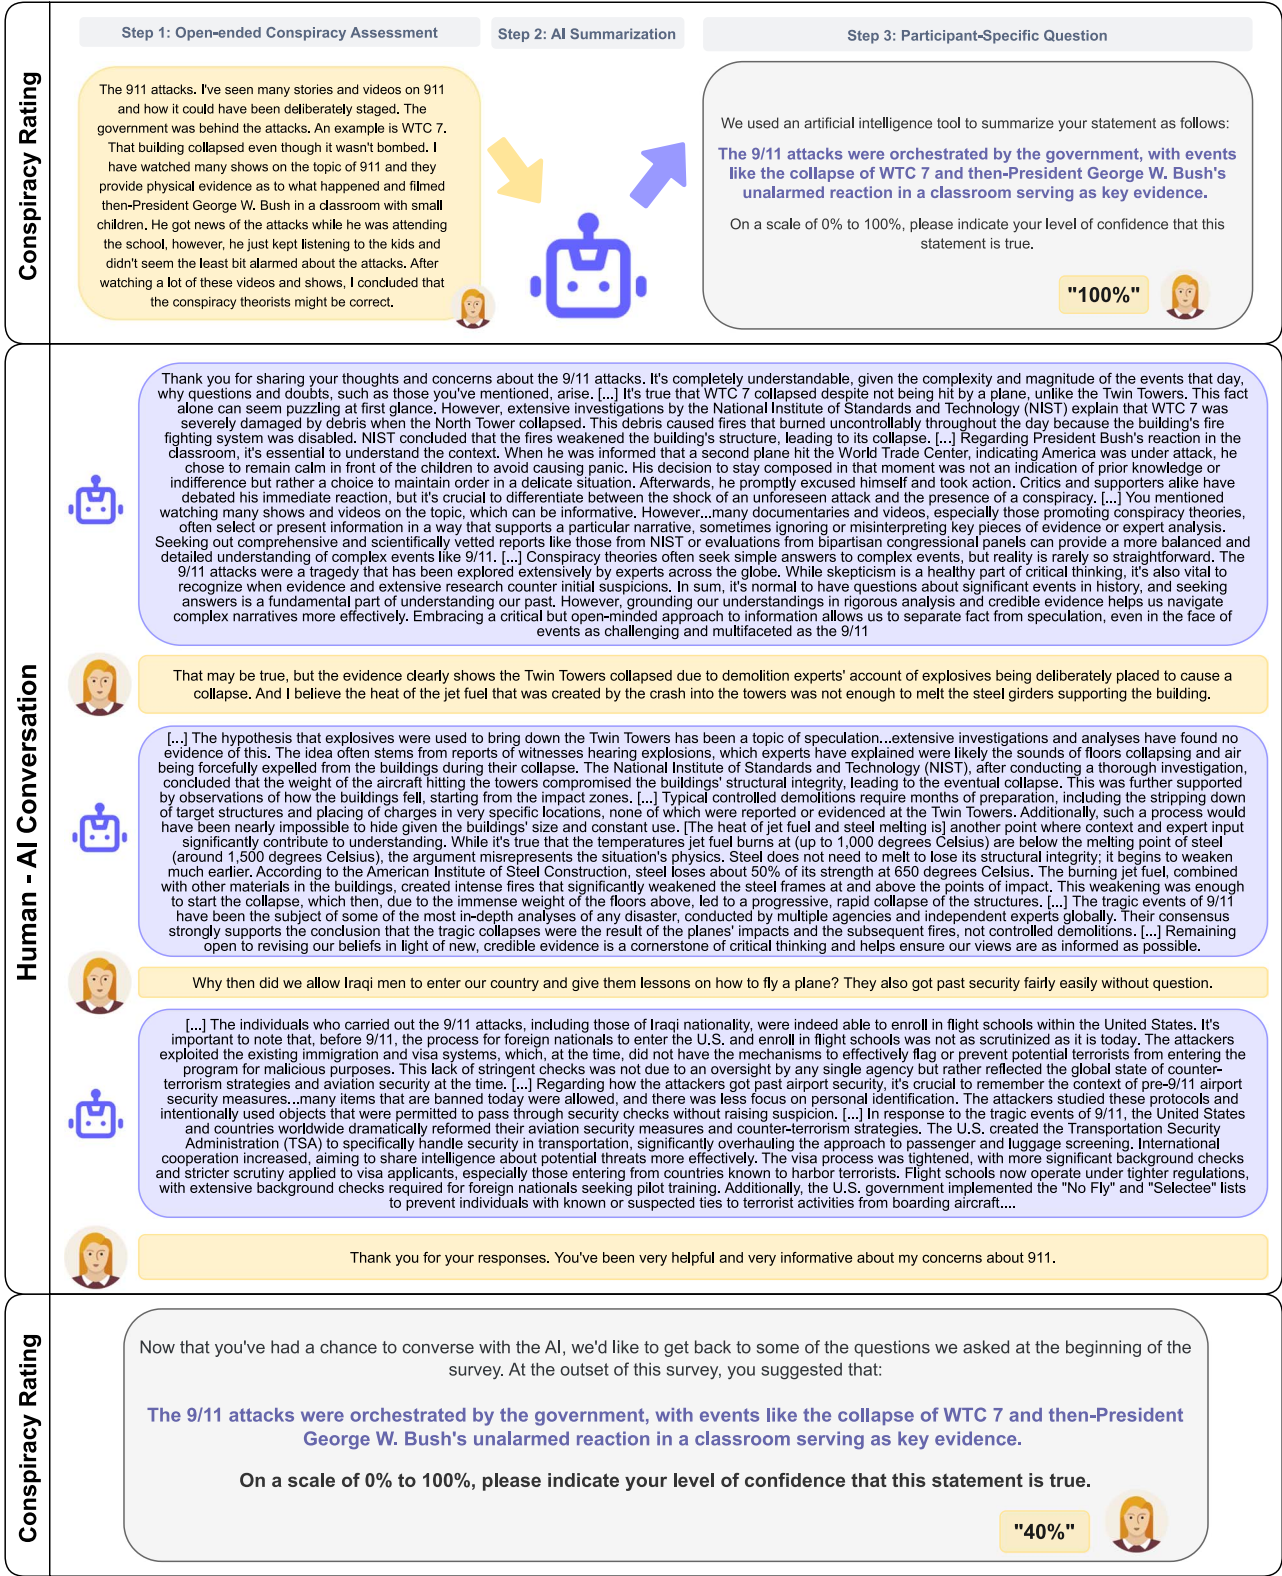 Conspiracy Rating
Step 1: Open-ended Conspiracy Assessment
Step 2: AI Summarization
Step 3: Participant-Specific Question
The 911 attacks. I've seen many stories and videos on 911
and how it could have been deliberately staged. The
government was behind the attacks. An example is WTC 7.
That building collapsed even though it wasn't bombed. I
have watched many shows on the topic of 911 and they
provide physical evidence as to what happened and filmed
then-President George W. Bush in a classroom with small
children. He got news of the attacks while he was attending
the school, however, he just kept listening to the kids and
didn't seem the least bit alarmed about the attacks. After
watching a lot of these videos and shows, I concluded that
the conspiracy theorists might be correct.
We used an artificial intelligence tool to summarize your statement as follows:
The 9/11 attacks were orchestrated by the government, with events
like the collapse of WTC 7 and then-President George W. Bush's
unalarmed reaction in a classroom serving as key evidence.
On a scale of 0% to 100%, please indicate your level of confidence that this
statement is true.
"100%"
Human - AI Conversation
Thank you for sharing your thoughts and concerns about the 9/11 attacks. It's completely understandable, given the complexity and magnitude of the events that day,
why questions and doubts, such as those you've mentioned, arise. [...] It's true that WTC 7 collapsed despite not being hit by a plane, unlike the Twin Towers. This fact
alone can seem puzzling at first glance. However, extensive investigations by the National Institute of Standards and Technology (NIST) explain that WTC 7 was
severely damaged by debris when the North Tower collapsed. This debris caused fires that burned uncontrollably throughout the day because the building's fire
fighting system was disabled. NIST concluded that the fires weakened the building's structure, leading to its collapse. [...] Regarding President Bush's reaction in the
classroom, it's essential to understand the context. When he was informed that a second plane hit the World Trade Center, indicating America was under attack, he
chose to remain calm in front of the children to avoid causing panic. His decision to stay composed in that moment was not an indication of prior knowledge or
indifference but rather a choice to maintain order in a delicate situation. Afterwards, he promptly excused himself and took action. Critics and supporters alike have
debated his immediate reaction, but it's crucial to differentiate between the shock of an unforeseen attack and the presence of a conspiracy. [...] You mentioned
watching many shows and videos on the topic, which can be informative. However...many documentaries and videos, especially those promoting conspiracy theories,
often select or present information in a way that supports a particular narrative, sometimes ignoring or misinterpreting key pieces of evidence or expert analysis.
Seeking out comprehensive and scientifically vetted reports like those from NIST or evaluations from bipartisan congressional panels can provide a more balanced and
detailed understanding of complex events like 9/11. [...] Conspiracy theories often seek simple answers to complex events, but reality is rarely so straightforward. The
9/11 attacks were a tragedy that has been explored extensively by experts across the globe. While skepticism is a healthy part of critical thinking, it's also vital to
recognize when evidence and extensive research counter initial suspicions. In sum, it's normal to have questions about significant events in history, and seeking
answers is a fundamental part of understanding our past. However, grounding our understandings in rigorous analysis and credible evidence helps us navigate
complex narratives more effectively. Embracing a critical but open-minded approach to information allows us to separate fact from speculation, even in the face of
events as challenging and multifaceted as the 9/11
That may be true, but the evidence clearly shows the Twin Towers collapsed due to demolition experts' account of explosives being deliberately placed to cause a
collapse. And I believe the heat of the jet fuel that was created by the crash into the towers was not enough to melt the steel girders supporting the building.
[...] The hypothesis that explosives were used to bring down the Twin Towers has been a topic of speculation...extensive investigations and analyses have found no
evidence of this. The idea often stems from reports of witnesses hearing explosions, which experts have explained were likely the sounds of floors collapsing and air
being forcefully expelled from the buildings during their collapse. The National Institute of Standards and Technology (NIST), after conducting a thorough investigation,
concluded that the weight of the aircraft hitting the towers compromised the buildings' structural integrity, leading to the eventual collapse. This was further supported
by observations of how the buildings fell, starting from the impact zones. [...] Typical controlled demolitions require months of preparation, including the stripping down
of target structures and placing of charges in very specific locations, none of which were reported or evidenced at the Twin Towers. Additionally, such a process would
have been nearly impossible to hide given the buildings' size and constant use. [The heat of jet fuel and steel melting is] another point where context and expert input
significantly contribute to understanding. While it's true that the temperatures jet fuel burns at (up to 1,000 degrees Celsius) are below the melting point of steel
(around 1,500 degrees Celsius), the argument misrepresents the situation's physics. Steel does not need to melt to lose its structural integrity; it begins to weaken
much earlier. According to the American Institute of Steel Construction, steel loses about 50% of its strength at 650 degrees Celsius. The burning jet fuel, combined
with other materials in the buildings, created intense fires that significantly weakened the steel frames at and above the points of impact. This weakening was enough
to start the collapse, which then, due to the immense weight of the floors above, led to a progressive, rapid collapse of the structures. [...] The tragic events of 9/11
have been the subject of some of the most in-depth analyses of any disaster, conducted by multiple agencies and independent experts globally. Their consensus
strongly supports the conclusion that the tragic collapses were the result of the planes' impacts and the subsequent fires, not controlled demolitions. [...] Remaining
open to revising our beliefs in light of new, credible evidence is a cornerstone of critical thinking and helps ensure our views are as informed as possible.
Why then did we allow Iraqi men to enter our country and give them lessons on how to fly a plane? They also got past security fairly easily without question.
[...] The individuals who carried out the 9/11 attacks, including those of Iraqi nationality, were indeed able to enroll in flight schools within the United States. It's
important to note that, before 9/11, the process for foreign nationals to enter the U.S. and enroll in flight schools was not as scrutinized as it is today. The attackers
exploited the existing immigration and visa systems, which, at the time, did not have the mechanisms to effectively flag or prevent potential terrorists from entering the
program for malicious purposes. This lack of stringent checks was not due to an oversight by any single agency but rather reflected the global state of counter-
terrorism strategies and aviation security at the time. [...] Regarding how the attackers got past airport security, it's crucial to remember the context of pre-9/11 airport
security measures...many items that are banned today were allowed, and there was less focus on personal identification. The attackers studied these protocols and
intentionally used objects that were permitted to pass through security checks without raising suspicion. [...] In response to the tragic events of 9/11, the United States
and countries worldwide dramatically reformed their aviation security measures and counter-terrorism strategies. The U.S. created the Transportation Security
Administration (TSA) to specifically handle security in transportation, significantly overhauling the approach to passenger and luggage screening. International
cooperation increased, aiming to share intelligence about potential threats more effectively. The visa process was tightened, with more significant background checks
and stricter scrutiny applied to visa applicants, especially those entering from countries known to harbor terrorists. Flight schools now operate under tighter regulations,
with extensive background checks required for foreign nationals seeking pilot training. Additionally, the U.S. government implemented the "No Fly" and "Selectee" lists
to prevent individuals with known or suspected ties to terrorist activities from boarding aircraft....
Thank you for your responses. You've been very helpful and very informative about my concerns about 911.
Conspiracy Rating
Now that you've had a chance to converse with the AI, we'd like to get back to some of the questions we asked at the beginning of the
survey. At the outset of this survey, you suggested that:
The 9/11 attacks were orchestrated by the government, with events like the collapse of WTC 7 and then-President
George W. Bush's unalarmed reaction in a classroom serving as key evidence.
On a scale of 0% to 100%, please indicate your level of confidence that this statement is true.
"40%"